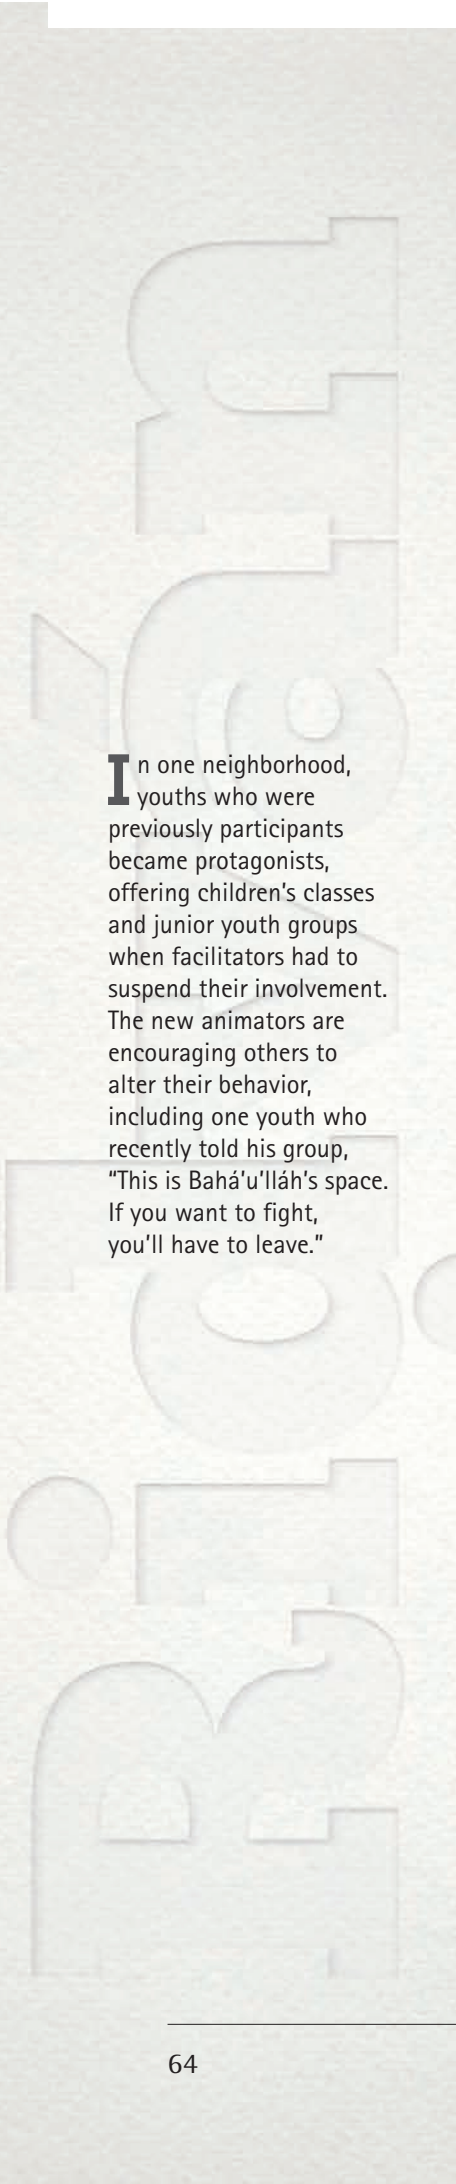 Riḍván
In one neighborhood,
youths who were
previously participants
became protagonists,
offering children’s classes
and junior youth groups
when facilitators had to
suspend their involvement.
The new animators are
encouraging others to
alter their behavior,
including one youth who
recently told his group,
“This is Bahá’u’lláh’s space.
If you want to fight,
you’ll have to leave.”
64